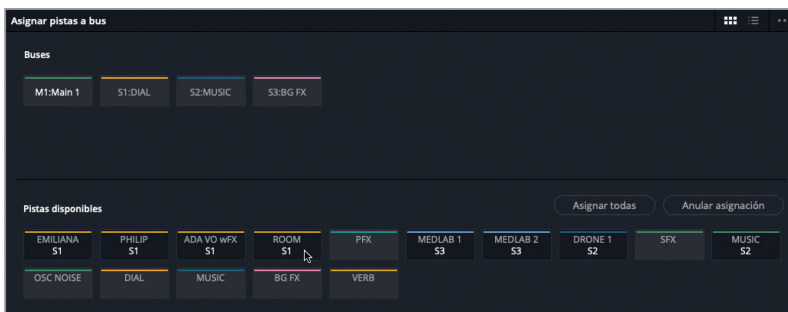 Asignar pistas a bus
Buses
M1:Main 1 S1:DIAL S2:MUSIC S3:BG FX
Pistas disponibles Asignar todas Anular asignación
EMILIANA PHILIP ADA VO wFX ROOM PFX MEDLAB 1 MEDLAB 2 DRONE 1 SFX MUSIC
S1 S1 S1 S1 S3 S3 S2 S2
OSC NOISE DIAL MUSIC BG FX VERB